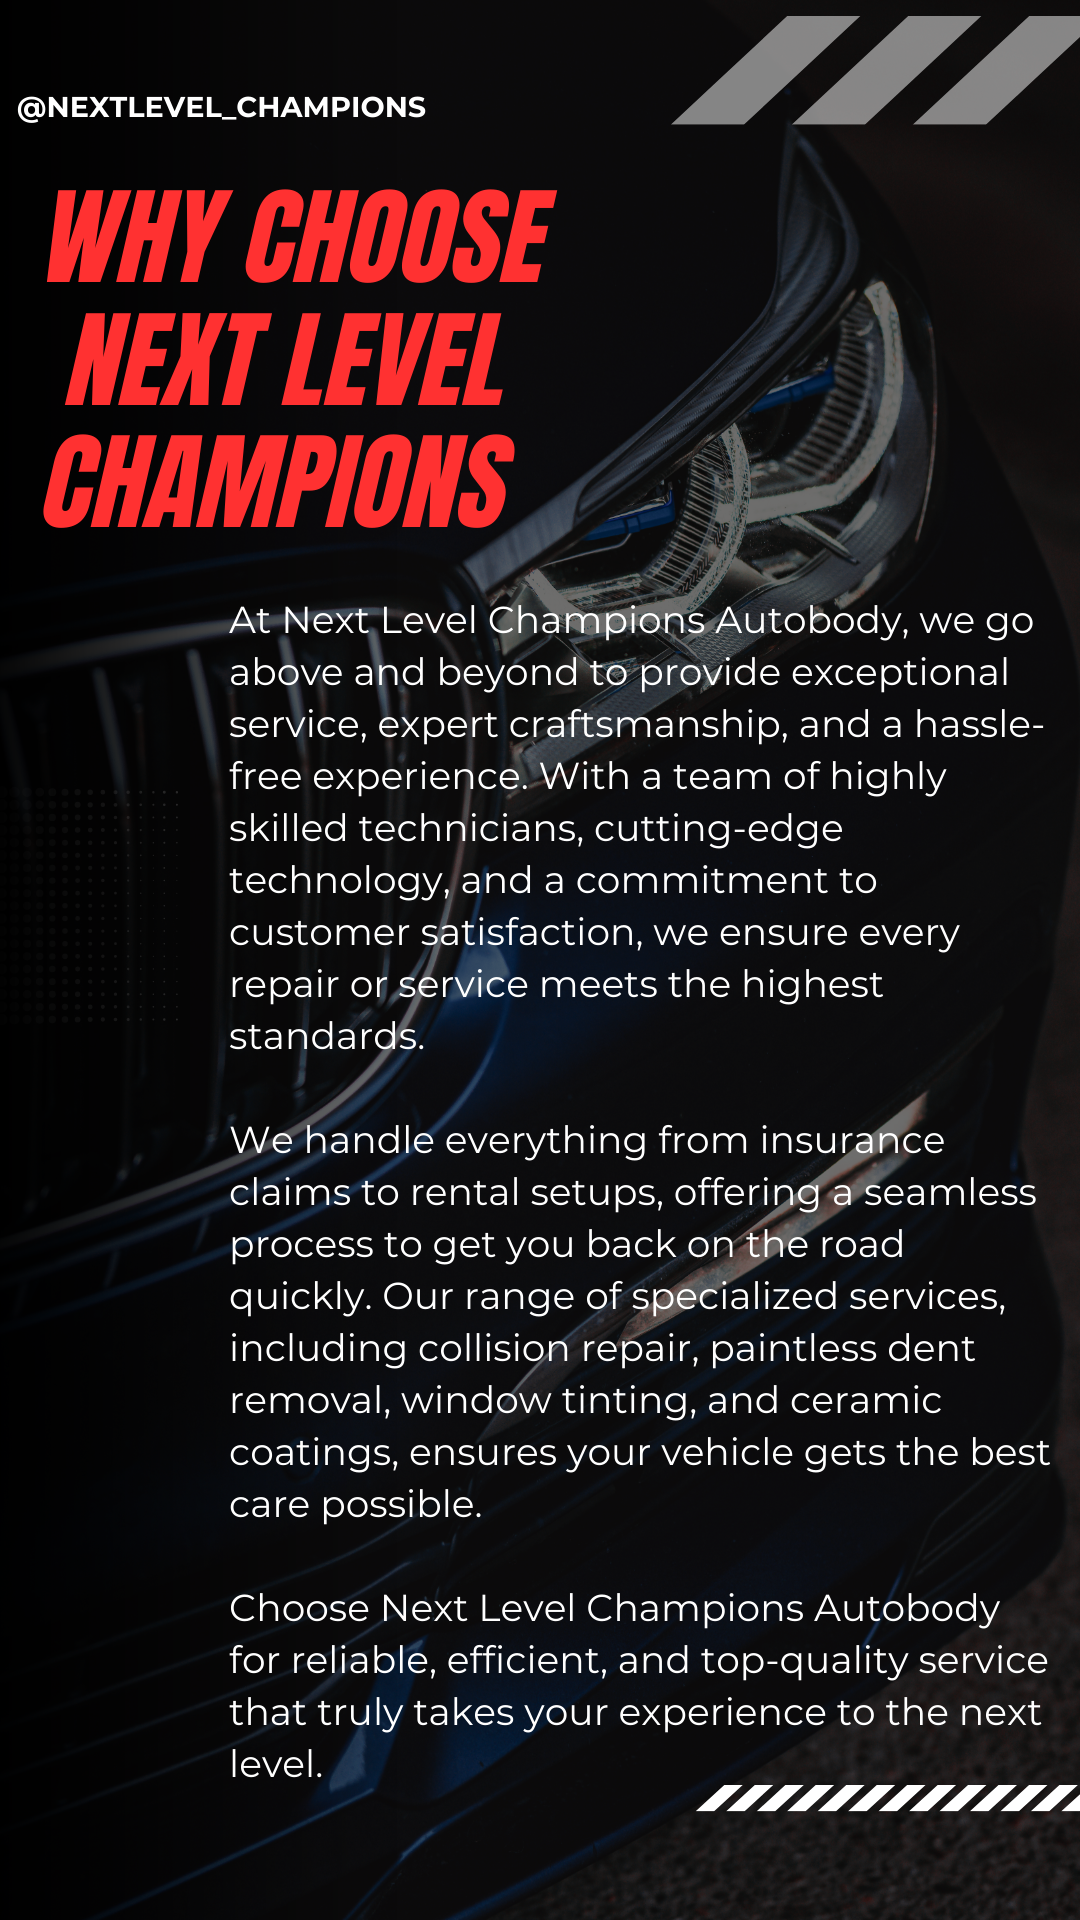 @NEXTLEVEL_CHAMPIONS
WHY CHOOSE
NEXT LEVEL
CHAMPIONS
At Next Level Champions Autobody, we go
above and beyond to provide exceptional
service, expert craftsmanship, and a hassle-
free experience. With a team of highly
skilled technicians, cutting-edge
technology, and a commitment to
customer satisfaction, we ensure every
repair or service meets the highest
standards.
We handle everything from insurance
claims to rental setups, offering a seamless
process to get you back on the road
quickly. Our range of specialized services,
including collision repair, paintless dent
removal, window tinting, and ceramic
coatings, ensures your vehicle gets the best
care possible.
Choose Next Level Champions Autobody
for reliable, efficient, and top-quality service
that truly takes your experience to the next
level.